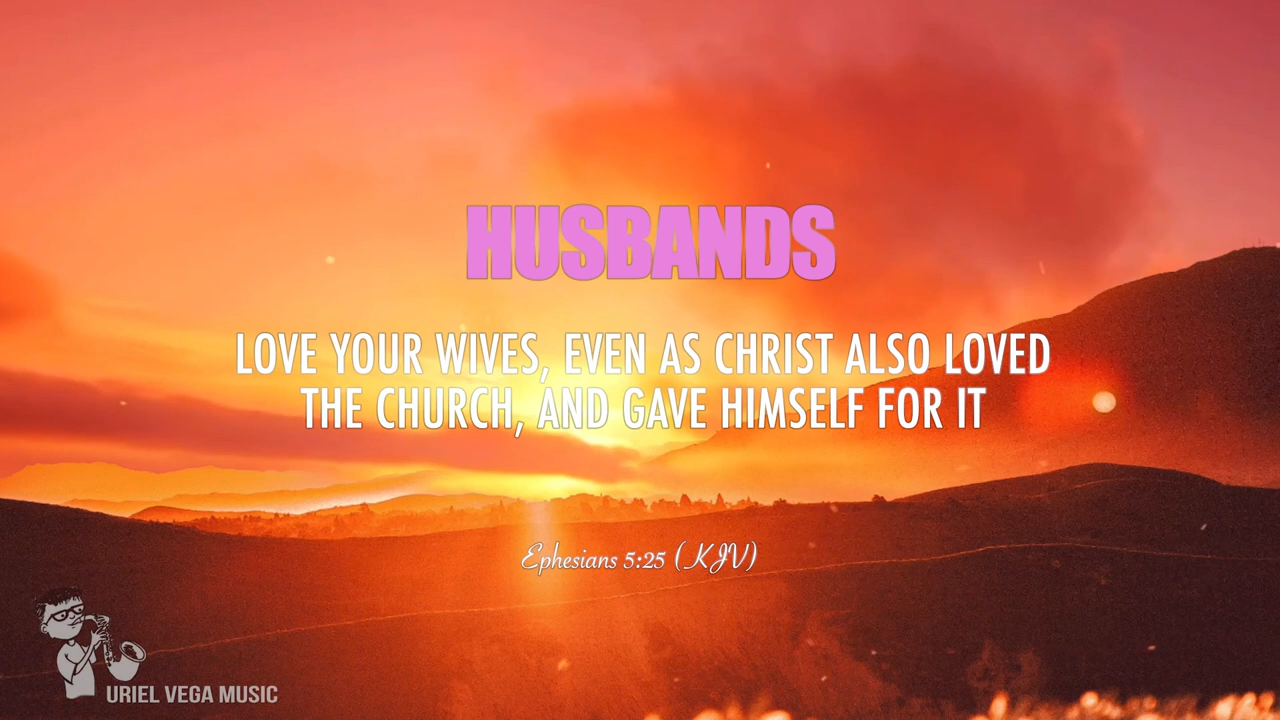 HUSBANDS
LOVE YOUR WIVES, EVEN AS CHRIST ALSO LOVED
THE CHURCH, AND GAVE HIMSELF FOR IT
Ephesians 5:25 (KJV)
URIEL VEGA MUSIC